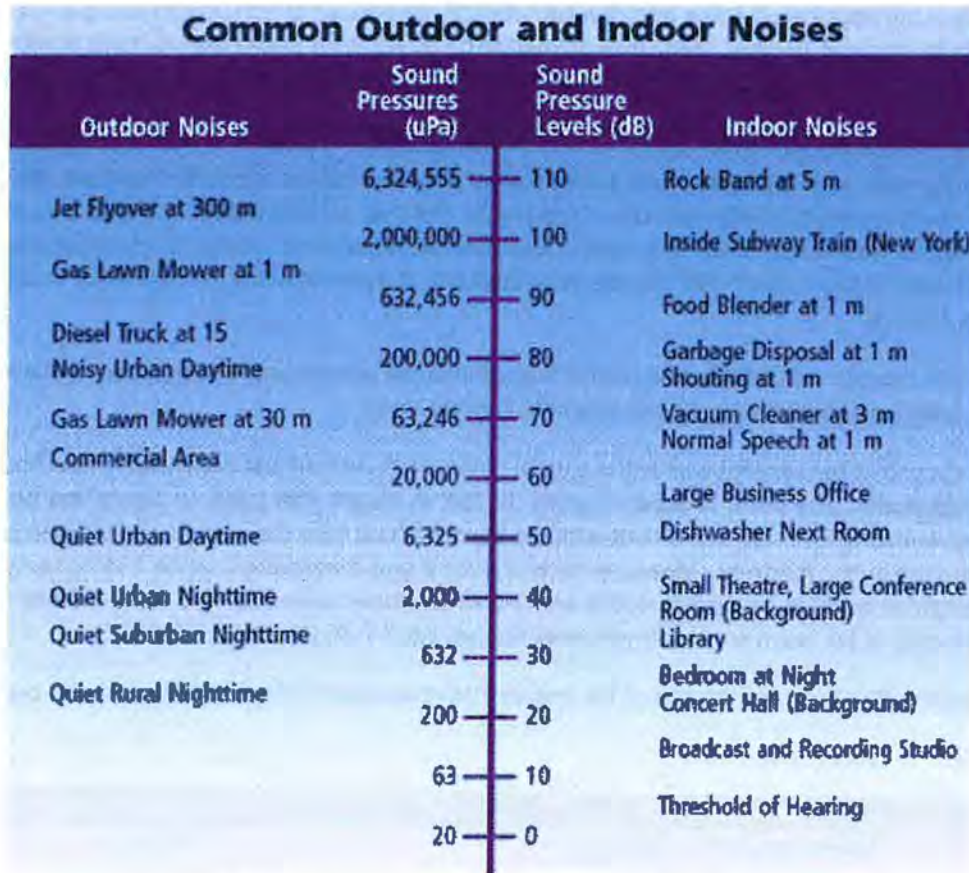 Common Outdoor and Indoor Noises
Outdoor Noises
Sound
Pressures
(uPa)
Sound
Pressure
Levels (dB)
Indoor Noises
6,324,555 110 Rock Band at 5 m
Jet Flyover at 300 m
2,000,000 100 Inside Subway Train (New York)
Gas Lawn Mower at 1 m
632,456 90 Food Blender at 1 m
Diesel Truck at 15
Noisy Urban Daytime 200,000 80 Garbage Disposal at 1 m
Shouting at 1 m
Gas Lawn Mower at 30 m 63,246 70 Vacuum Cleaner at 3 m
Normal Speech at 1 m
Commercial Area
20,000 60
Large Business Office
Quiet Urban Daytime 6,325 50 Dishwasher Next Room
Quiet Urban Nighttime 2,000 40 Small Theatre, Large Conference
Room (Background)
Quiet Suburban Nighttime Library
632 30
Quiet Rural Nighttime Bedroom at Night
Concert Hall (Background)
200 20
Broadcast and Recording Studio
63 10
Threshold of Hearing
20 0